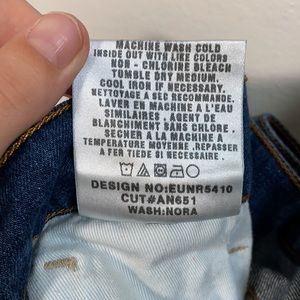 MACHINE WASH COLD
INSIDE OUT WITH LIKE COLORS
NON - CHLORINE BLEACH
TUMBLE DRY MEDIUM.
COOL IRON IF NECESSARY.
NETTOYAGE A SEC RECOMMANDE.
LAVER EN MACHINE A L'EAU
SIMILAIRES . AGENT DE
BLANCHIMENT SANS CHLORE .
SECHER A LA MACHINE A
TEMPERATURE MOYENNE .REPASSER
A FER TIEDE SI NECESSAIRE .
DESIGN NO:EUNR5410
CUT#AN651
WASH:NORA